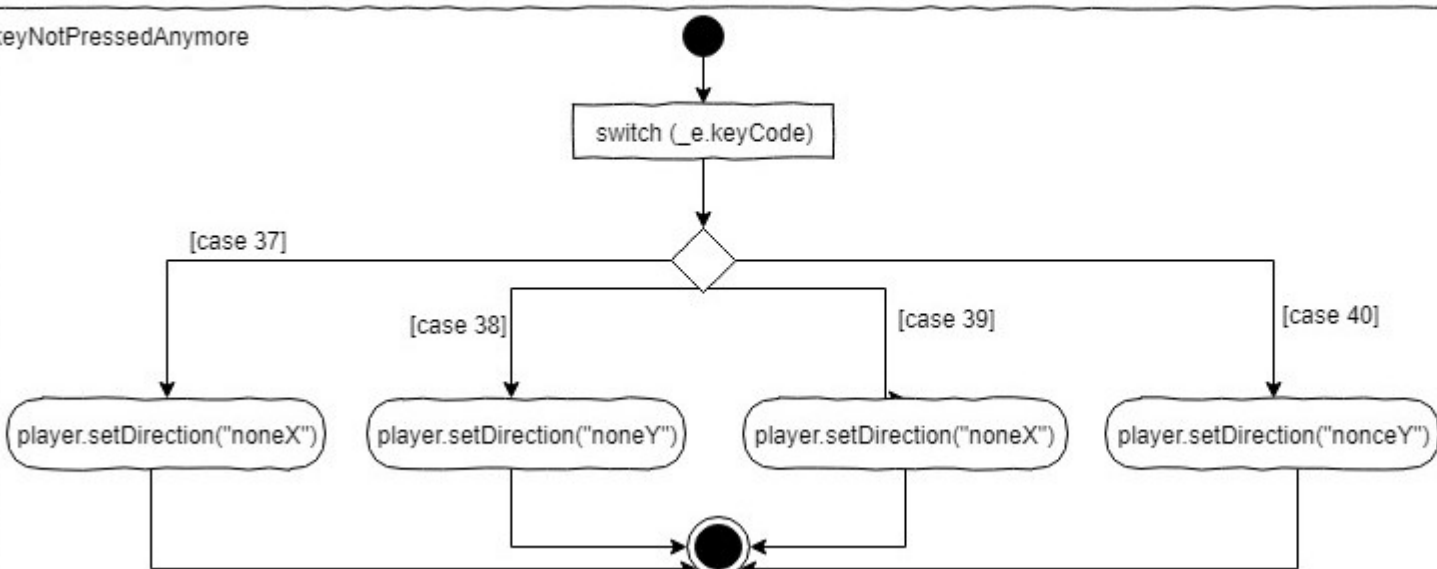 keyNotPressedAnymore
switch (_e.keyCode)
[case 37]
[case 38]
[case 39]
[case 40]
player.setDirection("noneX")
player.setDirection("noneY")
player.setDirection("noneX")
player.setDirection("nonceY")